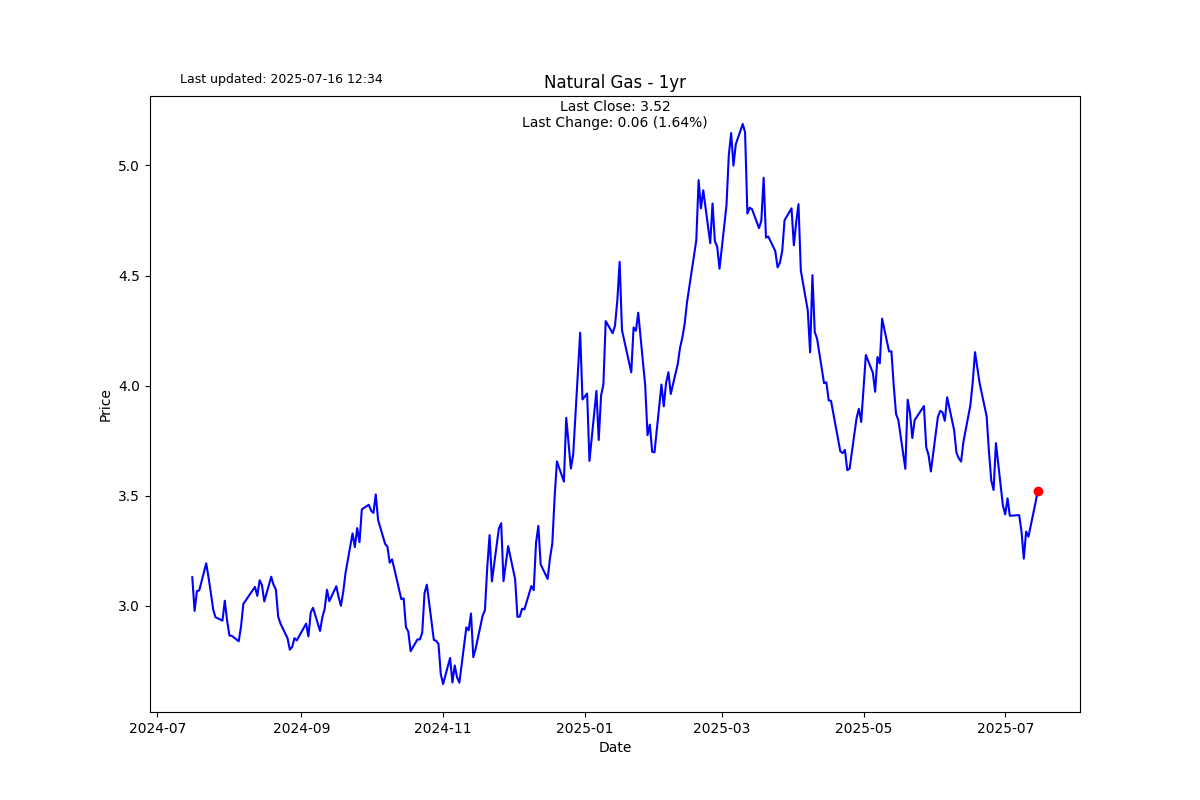 Last updated: 2025-07-16 12:34
Natural Gas - 1yr
Last Close: 3.52
Last Change: 0.06 (1.64%)
Price
5.0
4.5
4.0
3.5
3.0
2024-07
2024-09
2024-11
2025-01
2025-03
2025-05
2025-07
Date